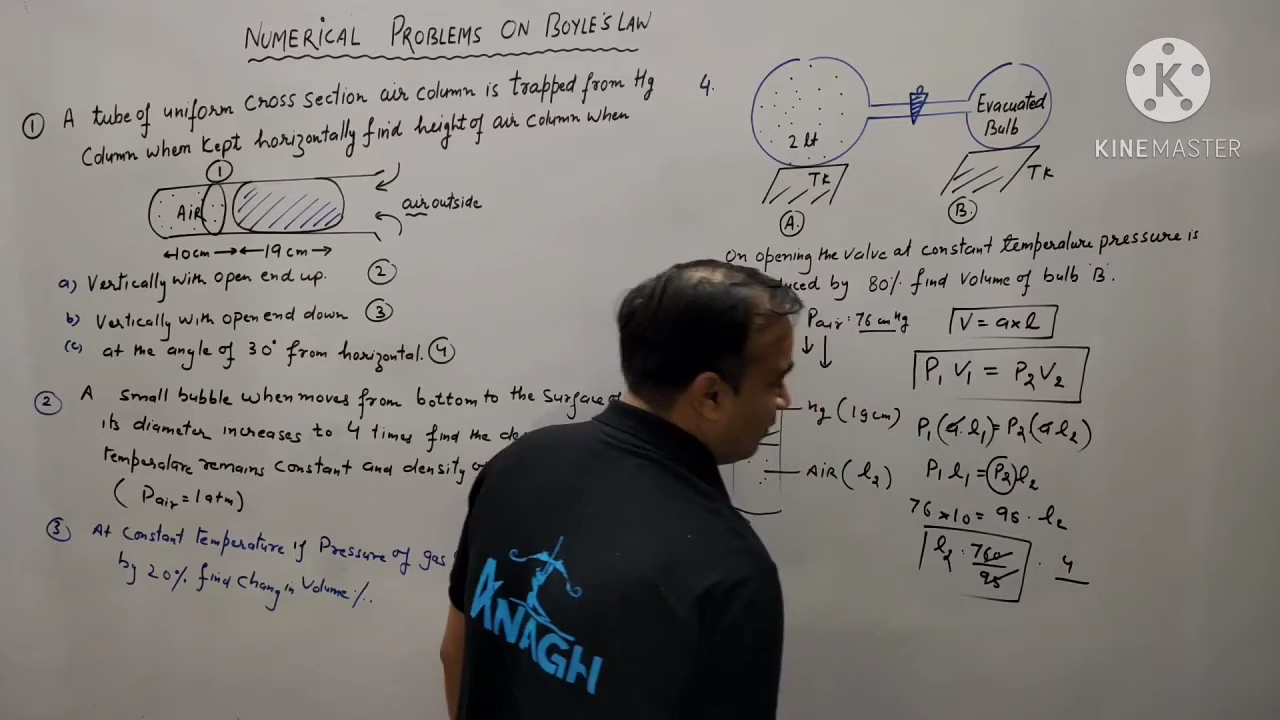 NUMERICAL PROBLEMS ON BOYLE'S LAW
① A tube of uniform cross section air column is trapped from Hg
Column when kept horizontally find height of air column when
①
AiR
air outside
10cm 19cm
a) Vertically with open end up. ②
b) Vertically with open end down ③
(c) at the angle of 30° from horizontal. ④
② A small bubble when moves from bottom to the surface
its diameter increases to 4 times find the
temperature remains constant and density
(Pair = 1atm)
③ At constant temperature if Pressure of gas
by 20% find Change in Volume %.
4.
2 lt
Evacuated
Bulb
TK
TK
A.
B.
On opening the value at constant temperature pressure is
by 80% find Volume of bulb 'B'.
Pair: 76 cm Hg
V = a×l
P₁ V₁ = P₂ V₂
Hg (19cm)
P₁(a.l₁) = P₂(a l₂)
AiR (l₂)
P₁ l₁ = P₂ l₂
76 ×10 = 95 . l₂
l₂ . 760/95 . 4
KINEMASTER
K
ANAGH